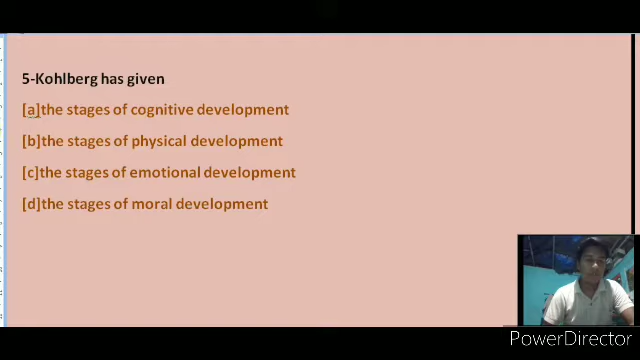 5-Kohlberg has given
[a]the stages of cognitive development
[b]the stages of physical development
[c]the stages of emotional development
[d]the stages of moral development
PowerDirector